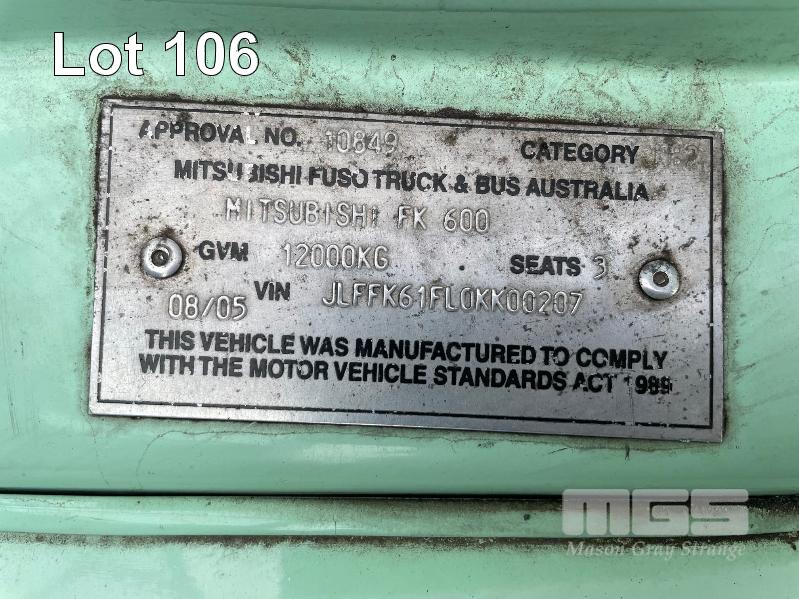 Lot 106
APPROVAL NO. 10849 CATEGORY
MITSUBISHI FUSO TRUCK & BUS AUSTRALIA
MITSUBISHI FK 600
GVM 12000KG SEATS 3
08/05 VIN JLFFK61FL0KK00207
THIS VEHICLE WAS MANUFACTURED TO COMPLY
WITH THE MOTOR VEHICLE STANDARDS ACT 1989
MGS
Mason Gray Strange